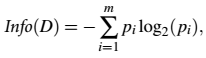 Info(D) = − ∑_{i=1}^{m} p_i log_2(p_i),